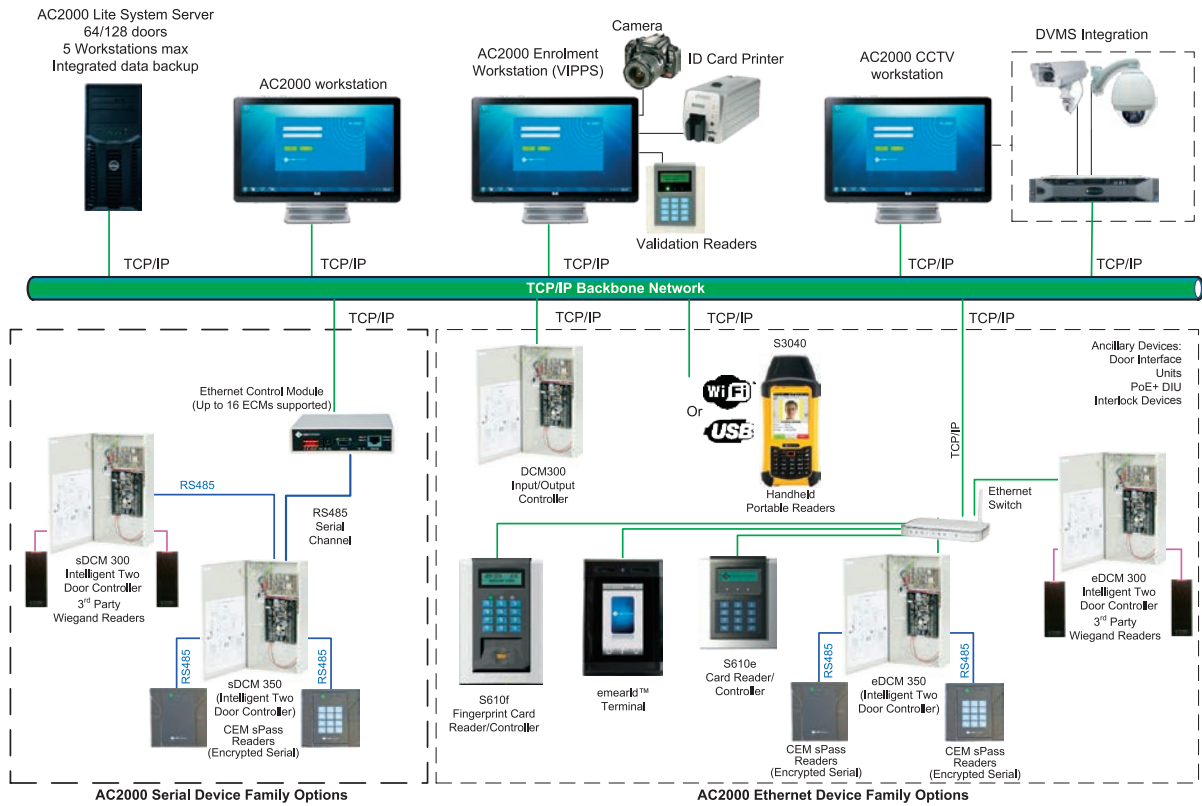 AC2000 Lite System Server
64/128 doors
5 Workstations max
Integrated data backup
AC2000 workstation
AC2000 Enrolment
Workstation (VIPPS)
Camera
ID Card Printer
Validation Readers
AC2000 CCTV
workstation
DVMS Integration
TCP/IP
TCP/IP
TCP/IP
TCP/IP
TCP/IP
TCP/IP Backbone Network
TCP/IP
TCP/IP
TCP/IP
TCP/IP
Ethernet Control Module
(Up to 16 ECMs supported)
RS485
RS485
Serial
Channel
sDCM 300
Intelligent Two
Door Controller
3rd Party
Wiegand Readers
RS485
RS485
sDCM 350
(Intelligent Two
Door Controller)
CEM sPass
Readers
(Encrypted Serial)
AC2000 Serial Device Family Options
DCM300
Input/Output
Controller
WiFi
Or
USB
S3040
Handheld
Portable Readers
Ancillary Devices:
Door Interface
Units
PoE+ DIU
Interlock Devices
TCP/IP
Ethernet
Switch
eDCM 300
Intelligent Two
Door Controller
3rd Party
Wiegand Readers
S610f
Fingerprint Card
Reader/Controller
emearld™
Terminal
S610e
Card Reader/
Controller
RS485
RS485
eDCM 350
(Intelligent Two
Door Controller)
CEM sPass
Readers
(Encrypted Serial)
CEM sPass
Readers
(Encrypted Serial)
AC2000 Ethernet Device Family Options